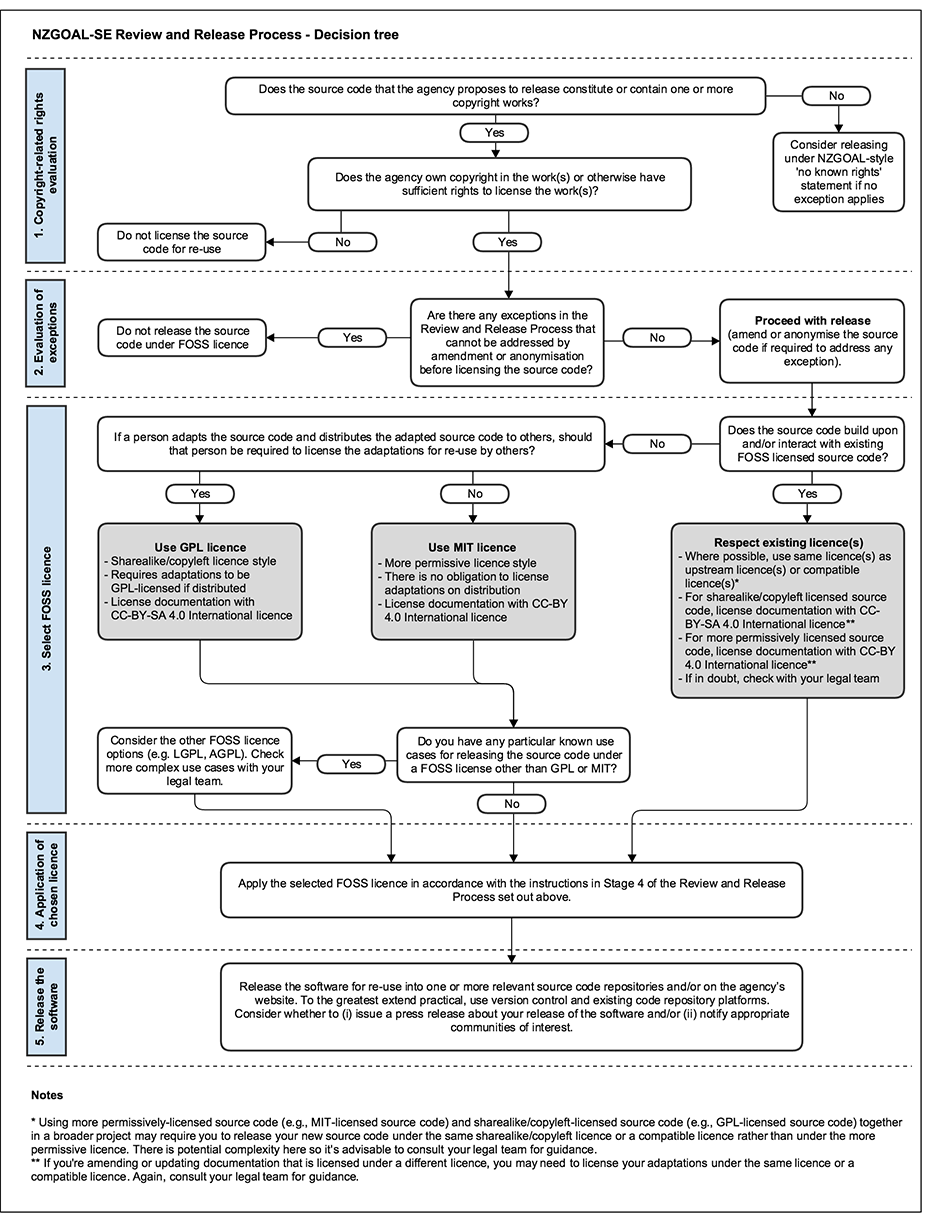 NZGOAL-SE Review and Release Process - Decision tree
1. Copyright-related rights
evaluation
Does the source code that the agency proposes to release constitute or contain one or more
copyright works?
No
Yes
Consider releasing
under NZGOAL-style
'no known rights'
statement if no
exception applies
Does the agency own copyright in the work(s) or otherwise have
sufficient rights to license the work(s)?
Do not license the source
code for re-use
No
Yes
2. Evaluation of
exceptions
Do not release the source
code under FOSS licence
Yes
Are there any exceptions in the
Review and Release Process that
cannot be addressed by
amendment or anonymisation
before licensing the source code?
No
Proceed with release
(amend or anonymise the source
code if required to address any
exception).
3. Select FOSS licence
If a person adapts the source code and distributes the adapted source code to others, should
that person be required to license the adaptations for re-use by others?
No
Does the source code build upon
and/or interact with existing
FOSS licensed source code?
Yes
No
Yes
Use GPL licence
- Sharealike/copyleft licence style
- Requires adaptations to be
GPL-licensed if distributed
- License documentation with
CC-BY-SA 4.0 International licence
Use MIT licence
- More permissive licence style
- There is no obligation to license
adaptations on distribution
- License documentation with CC-BY
4.0 International licence
Respect existing licence(s)
- Where possible, use same licence(s) as
upstream licence(s) or compatible
licence(s)*
- For sharealike/copyleft licensed source
code, license documentation with CC-
BY-SA 4.0 International licence**
- For more permissively licensed source
code, license documentation with CC-BY
4.0 International licence**
- If in doubt, check with your legal team
Consider the other FOSS licence
options (e.g. LGPL, AGPL). Check
more complex use cases with your
legal team.
Yes
Do you have any particular known use
cases for releasing the source code under
a FOSS license other than GPL or MIT?
No
4. Application of
chosen licence
Apply the selected FOSS licence in accordance with the instructions in Stage 4 of the Review and Release
Process set out above.
5. Release the
software
Release the software for re-use into one or more relevant source code repositories and/or on the agency's
website. To the greatest extend practical, use version control and existing code repository platforms.
Consider whether to (i) issue a press release about your release of the software and/or (ii) notify appropriate
communities of interest.
Notes
* Using more permissively-licensed source code (e.g., MIT-licensed source code) and sharealike/copyleft-licensed source code (e.g., GPL-licensed source code) together
in a broader project may require you to release your new source code under the same sharealike/copyleft licence or a compatible licence rather than under the more
permissive licence. There is potential complexity here so it's advisable to consult your legal team for guidance.
** If you're amending or updating documentation that is licensed under a different licence, you may need to license your adaptations under the same licence or a
compatible licence. Again, consult your legal team for guidance.